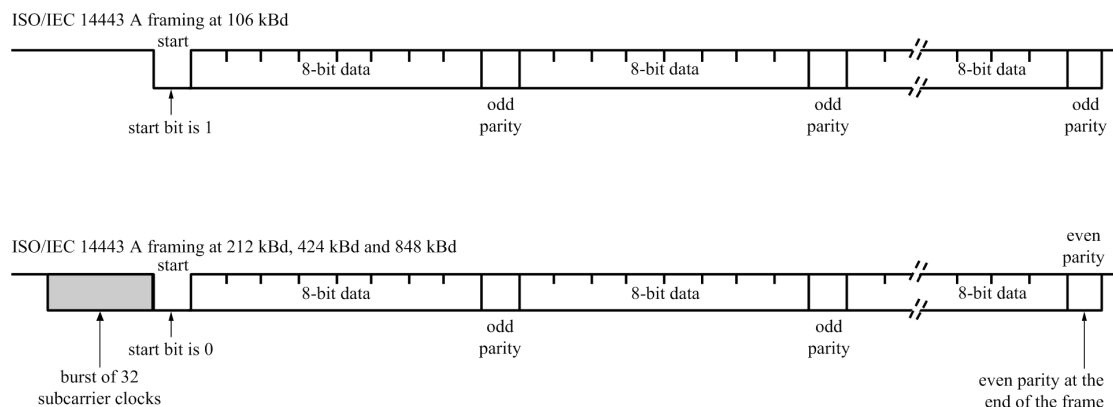 ISO/IEC 14443 A framing at 106 kBd
start
8-bit data
8-bit data
8-bit data
odd
parity
odd
parity
odd
parity
start bit is 1
ISO/IEC 14443 A framing at 212 kBd, 424 kBd and 848 kBd
even
parity
start
8-bit data
8-bit data
8-bit data
odd
parity
odd
parity
start bit is 0
burst of 32
subcarrier clocks
even parity at the
end of the frame